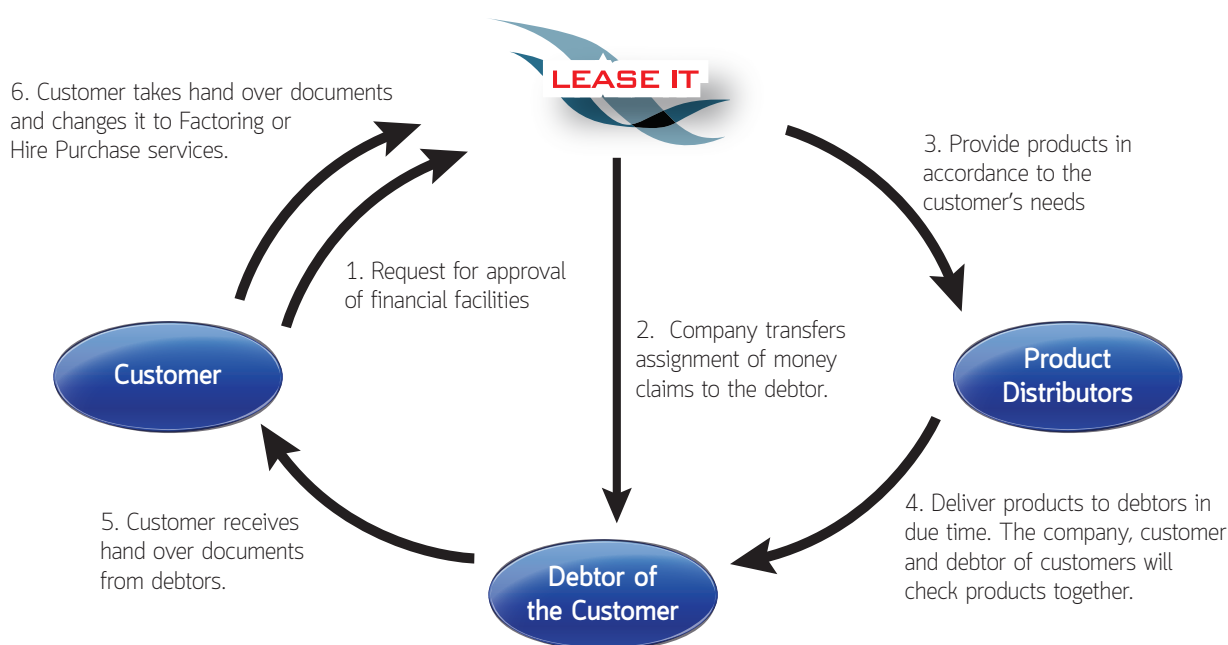 LEASE IT
6. Customer takes hand over documents
and changes it to Factoring or
Hire Purchase services.
3. Provide products in
accordance to the
customer's needs
1. Request for approval
of financial facilities
2. Company transfers
assignment of money
claims to the debtor.
Customer
Product
Distributors
5. Customer receives
hand over documents
from debtors.
4. Deliver products to debtors in
due time. The company, customer
and debtor of customers will
check products together.
Debtor of
the Customer